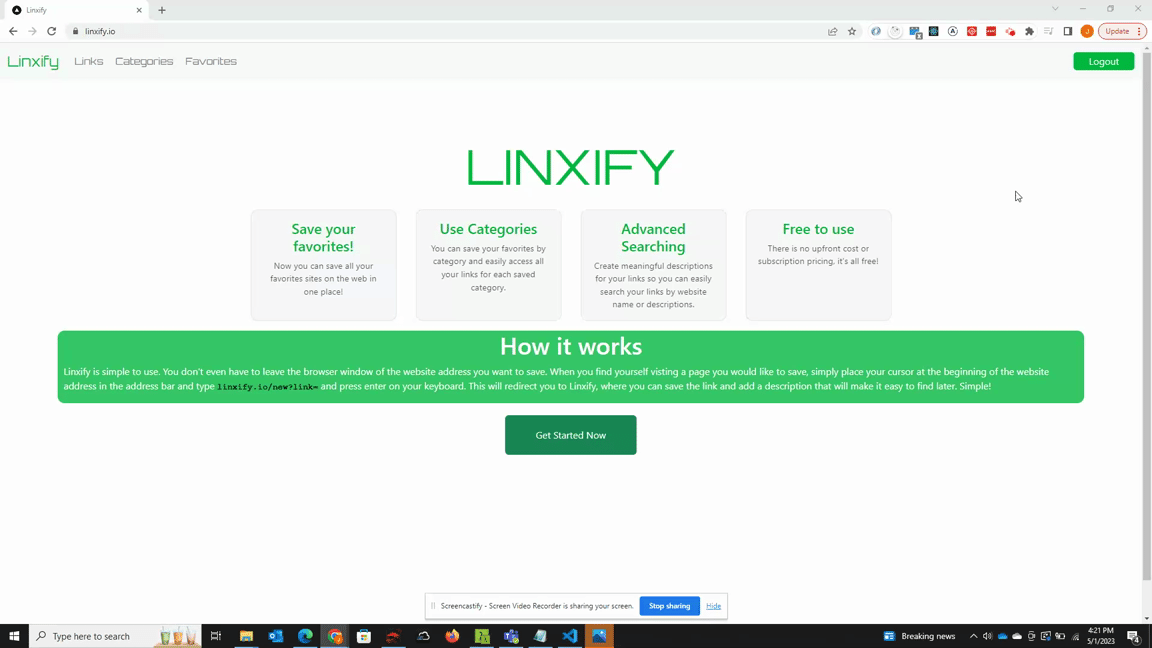 Linxify
linxify.io
Update
Linxify Links Categories Favorites
Logout
LINXIFY
Save your
favorites!
Now you can save all your
favorites sites on the web in
one place!
Use Categories
You can save your favorites by
category and easily access all
your links for each saved
category.
Advanced
Searching
Create meaningful descriptions
for your links so you can easily
search your links by website
name or descriptions.
Free to use
There is no upfront cost or
subscription pricing, it's all free!
How it works
Linxify is simple to use. You don't even have to leave the browser window of the website address you want to save. When you find yourself visting a page you would like to save, simply place your cursor at the beginning of the website
address in the address bar and type linxify.io/new?link= and press enter on your keyboard. This will redirect you to Linxify, where you can save the link and add a description that will make it easy to find later. Simple!
Get Started Now
Screencastify - Screen Video Recorder is sharing your screen. Stop sharing Hide
Type here to search
Breaking news
4:21 PM
5/1/2023